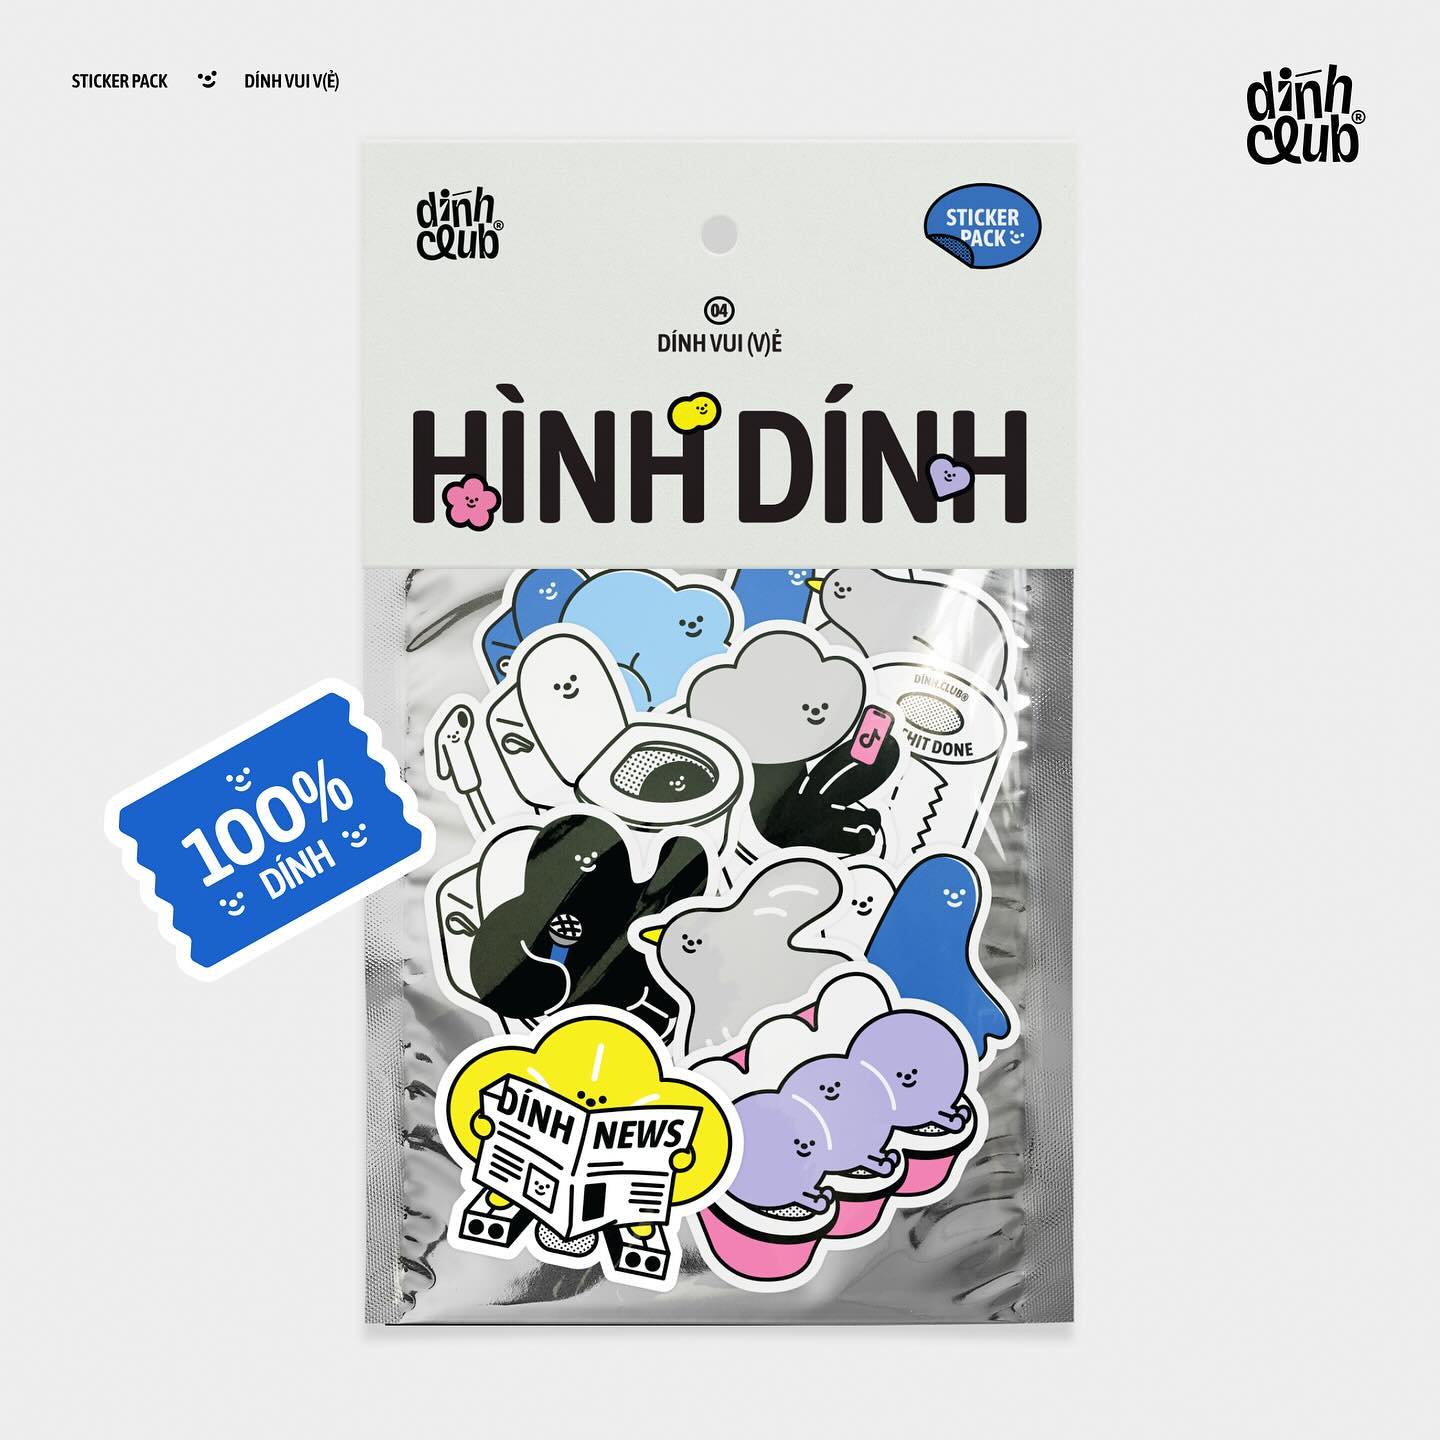 STICKER PACK DÍNH VUI V(Ẻ)
dính
club®
dính
club®
STICKER
PACK
04
DÍNH VUI (V)Ẻ
HÌNH DÍNH
DÍNH.CLUB®
HIT DONE
100%
DÍNH
DÍNH NEWS